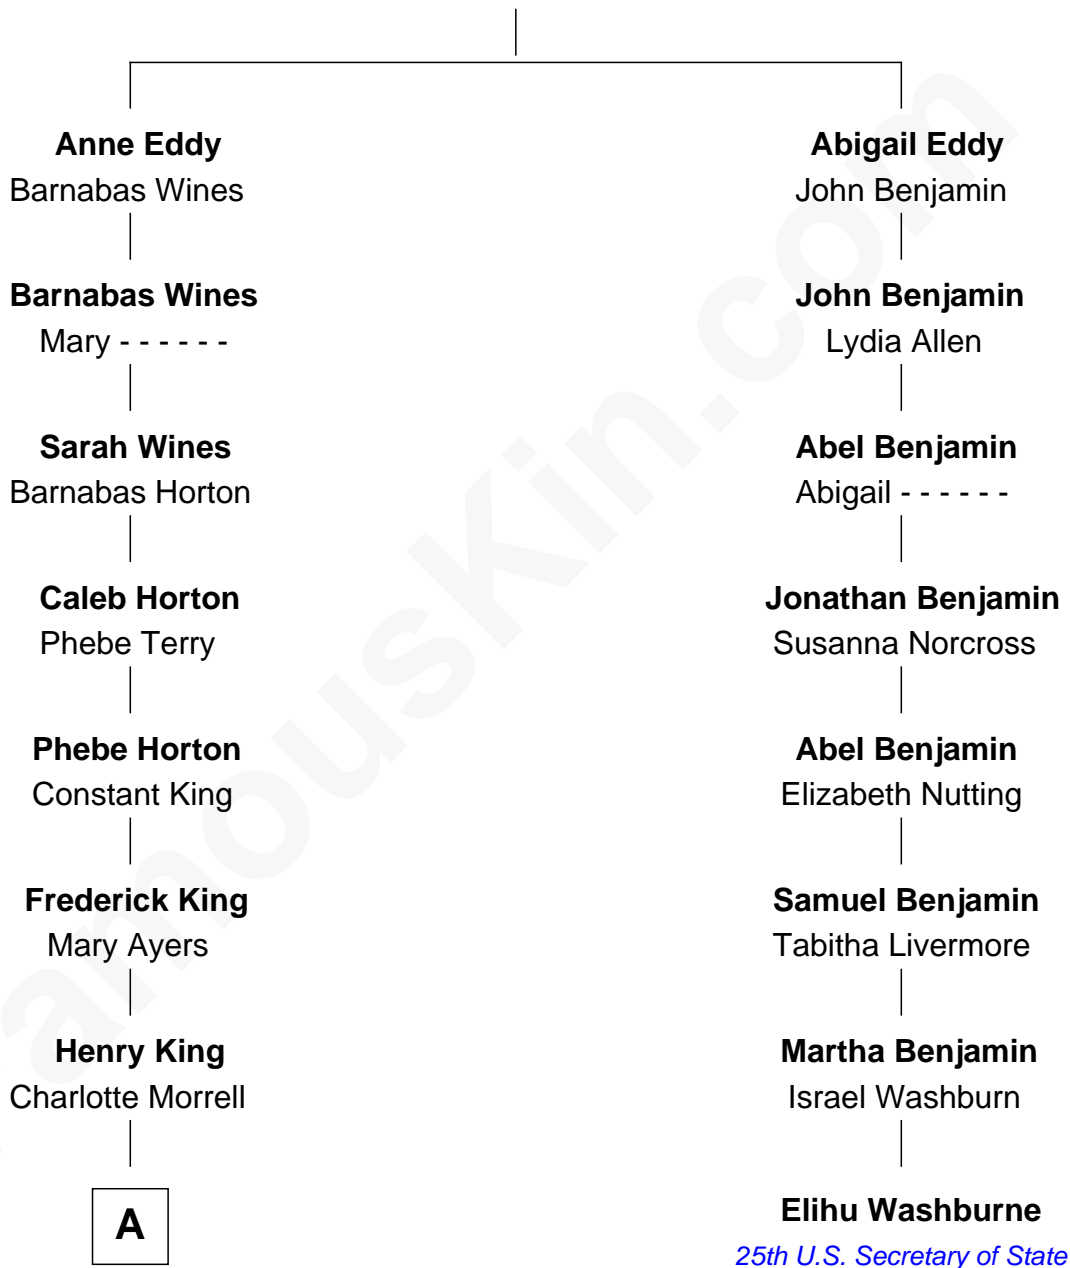 Anne Eddy
Barnabas Wines
Abigail Eddy
John Benjamin
Barnabas Wines
Mary - - - - - -
John Benjamin
Lydia Allen
Sarah Wines
Barnabas Horton
Abel Benjamin
Abigail - - - - - -
Caleb Horton
Phebe Terry
Jonathan Benjamin
Susanna Norcross
Phebe Horton
Constant King
Abel Benjamin
Elizabeth Nutting
Frederick King
Mary Ayers
Samuel Benjamin
Tabitha Livermore
Henry King
Charlotte Morrell
Martha Benjamin
Israel Washburn
A
Elihu Washburne
25th U.S. Secretary of State
amousKin.com